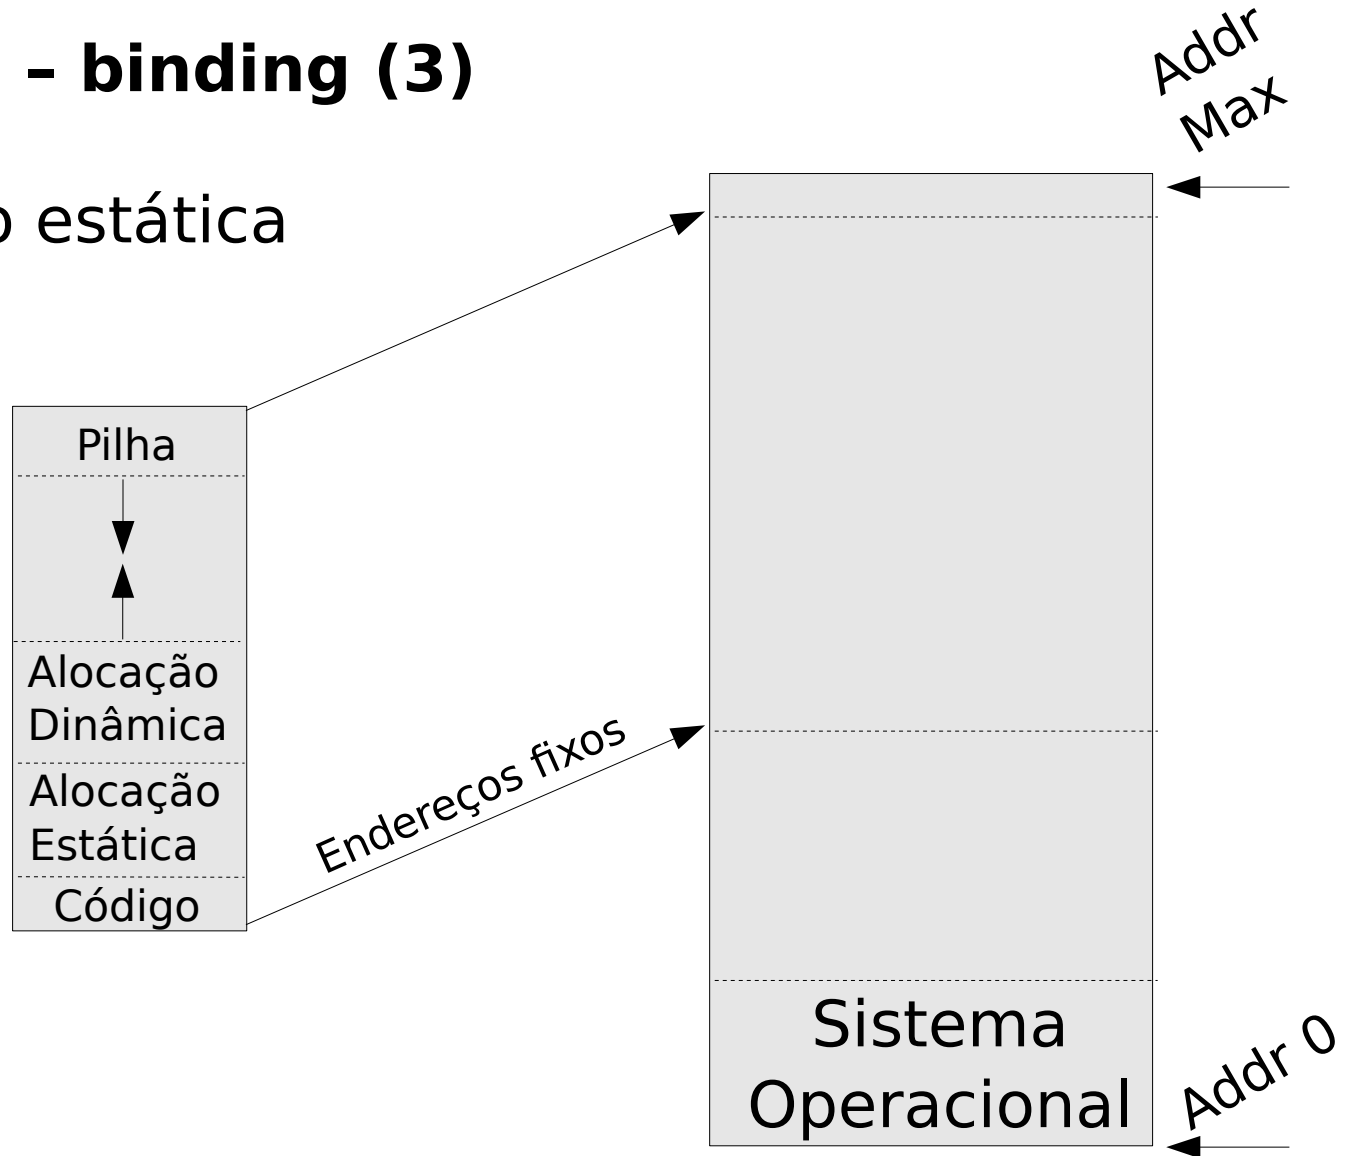 – binding (3)
o estática
Addr
Max
Pilha
Alocação
Dinâmica
Alocação
Estática
Código
Endereços fixos
Sistema
Operacional
Addr 0